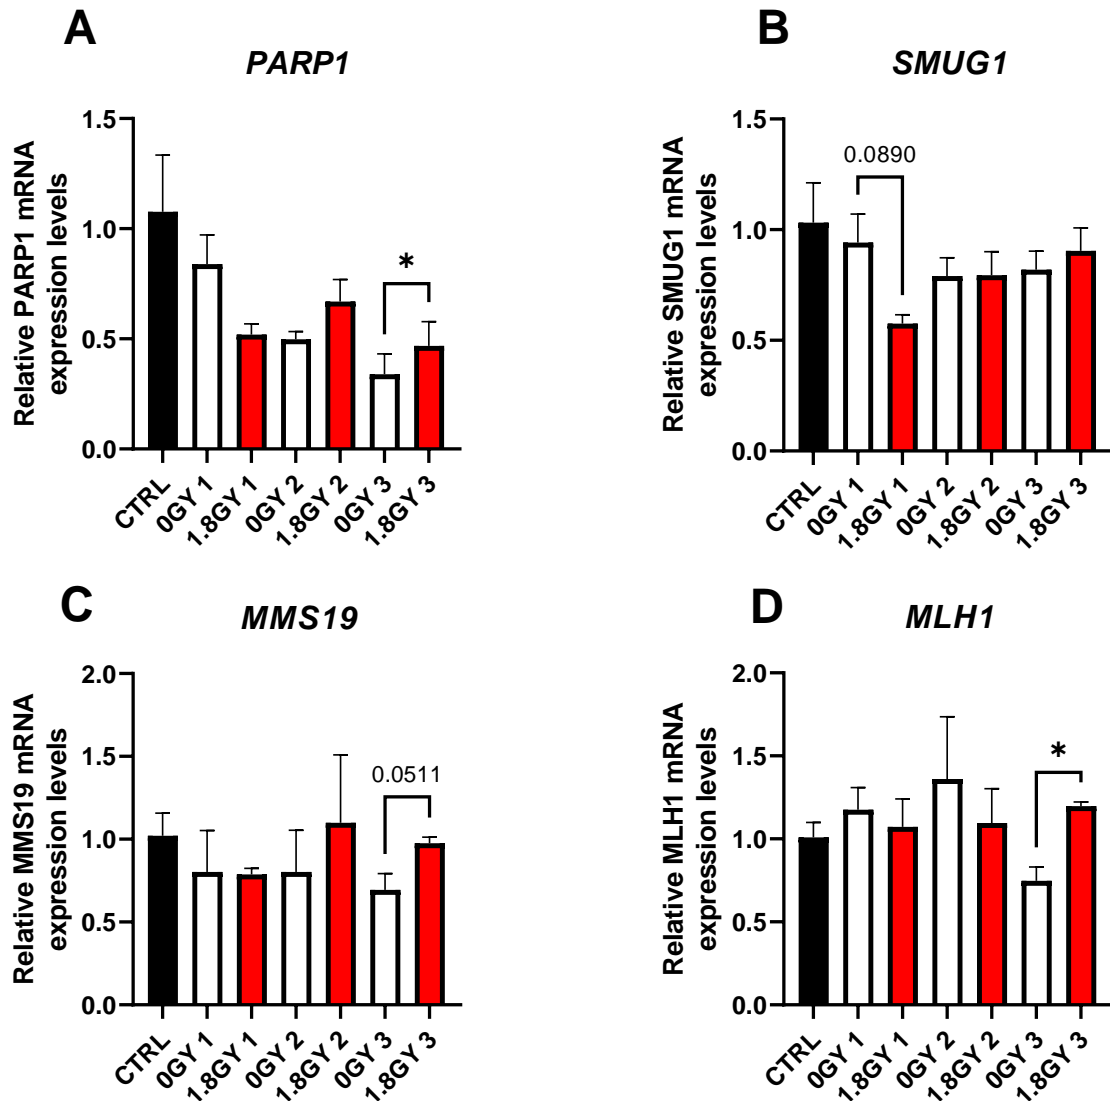 A
PARP1
Relative PARP1 mRNA
expression levels
1.5
1.0
0.5
0.0
*
CTRL
0GY 1
1.8GY 1
0GY 2
1.8GY 2
0GY 3
1.8GY 3
B
SMUG1
Relative SMUG1 mRNA
expression levels
1.5
1.0
0.5
0.0
0.0890
CTRL
0GY 1
1.8GY 1
0GY 2
1.8GY 2
0GY 3
1.8GY 3
C
MMS19
Relative MMS19 mRNA
expression levels
2.0
1.5
1.0
0.5
0.0
0.0511
CTRL
0GY 1
1.8GY 1
0GY 2
1.8GY 2
0GY 3
1.8GY 3
D
MLH1
Relative MLH1 mRNA
expression levels
2.0
1.5
1.0
0.5
0.0
*
CTRL
0GY 1
1.8GY 1
0GY 2
1.8GY 2
0GY 3
1.8GY 3